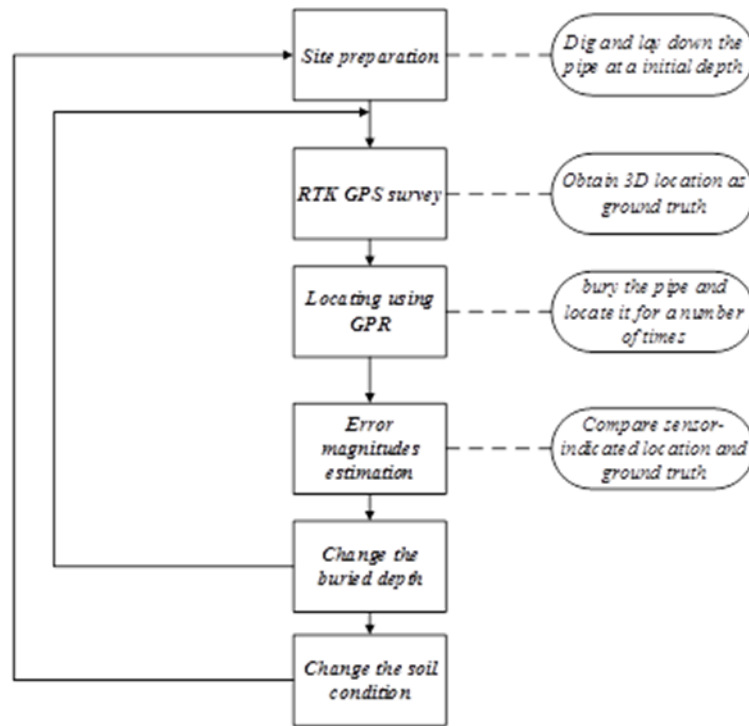 Site preparation
Dig and lay down the
pipe at a initial depth
RTK GPS survey
Obtain 3D location as
ground truth
Locating using
GPR
bury the pipe and
locate it for a number
of times
Error
magnitudes
estimation
Compare sensor-
indicated location and
ground truth
Change the
buried depth
Change the soil
condition